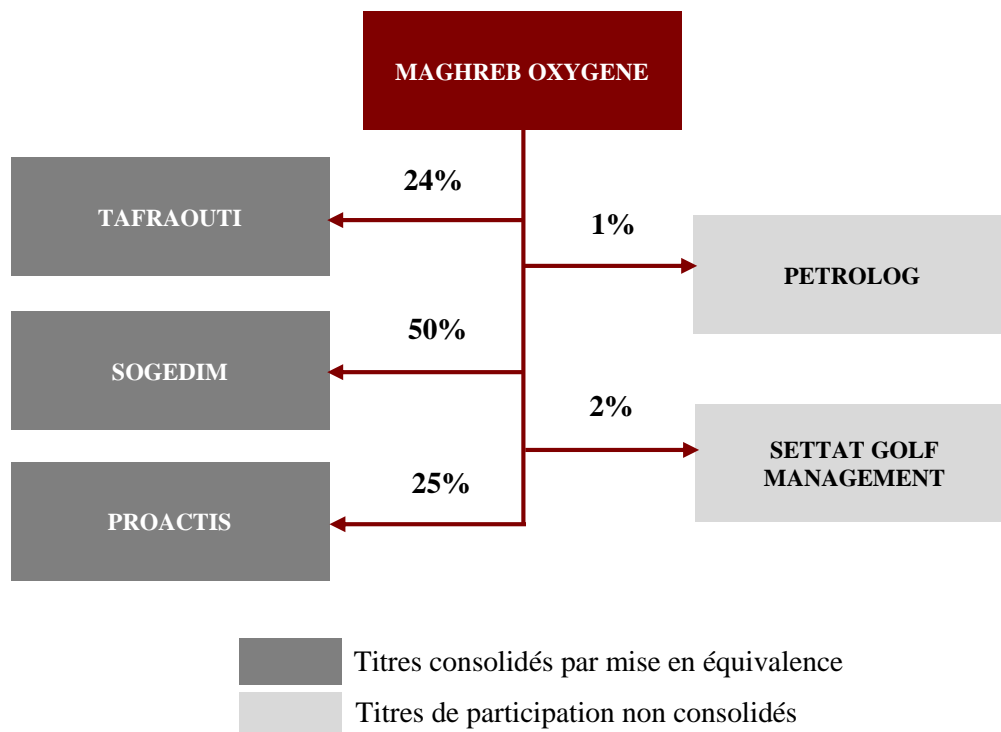 MAGHREB OXYGENE
24%
TAFRAOUTI
1%
PETROLOG
50%
SOGEDIM
2%
SETTAT GOLF
MANAGEMENT
25%
PROACTIS
Titres consolidés par mise en équivalence
Titres de participation non consolidés